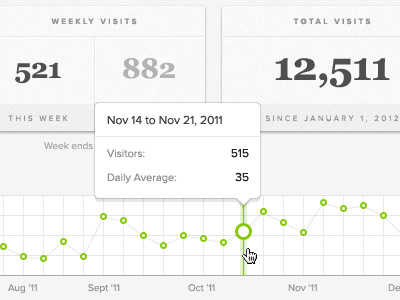 WEEKLY VISITS
TOTAL VISITS
521
882
12,511
THIS WEEK
SINCE JANUARY 1, 2012
Nov 14 to Nov 21, 2011
Week ends
Visitors: 515
Daily Average: 35
Aug '11
Sept '11
Oct '11
Nov '11
De